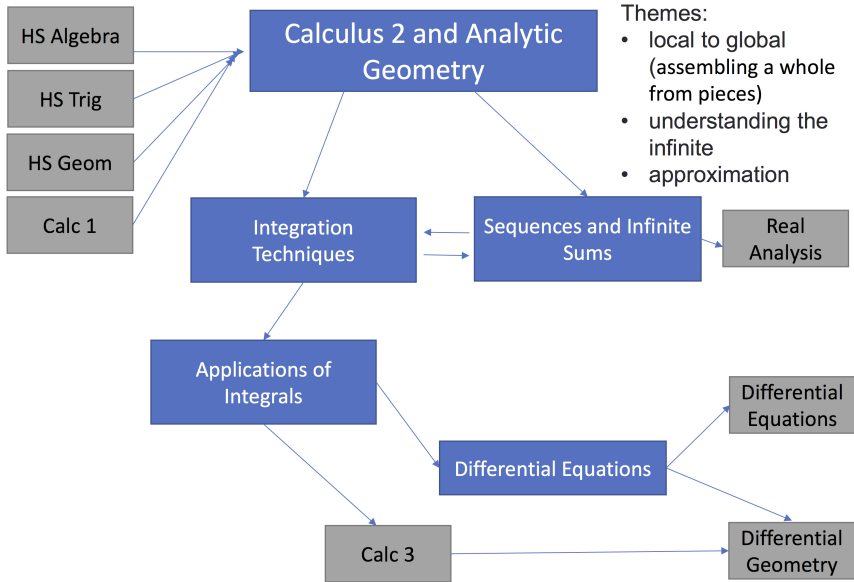 HS Algebra
HS Trig
HS Geom
Calc 1
Calculus 2 and Analytic
Geometry
Themes:
• local to global
(assembling a whole
from pieces)
• understanding the
infinite
• approximation
Integration
Techniques
Sequences and Infinite
Sums
Real
Analysis
Applications of
Integrals
Differential Equations
Differential
Equations
Calc 3
Differential
Geometry